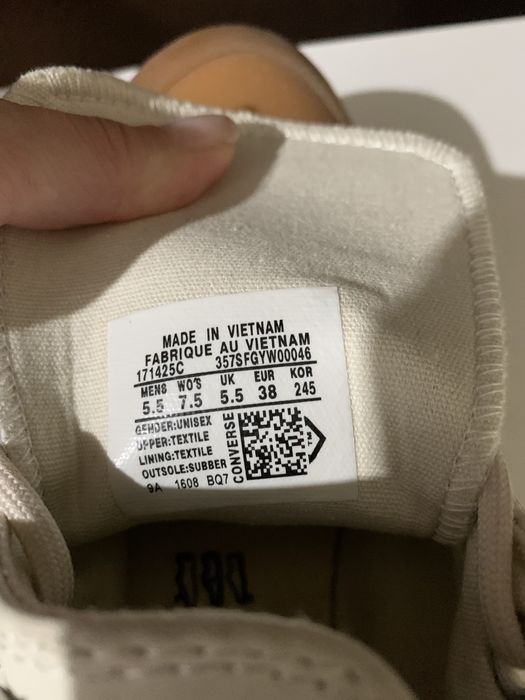 MADE IN VIETNAM
FABRIQUE AU VIETNAM
171425C 357SFGYW00046
MENS WO'S UK EUR KOR
5.5 7.5 5.5 38 245
GENDER:UNISEX
UPPER:TEXTILE
LINING:TEXTILE
OUTSOLE:SUBBER
9A 1608 BQ7
CONVERSE
TM